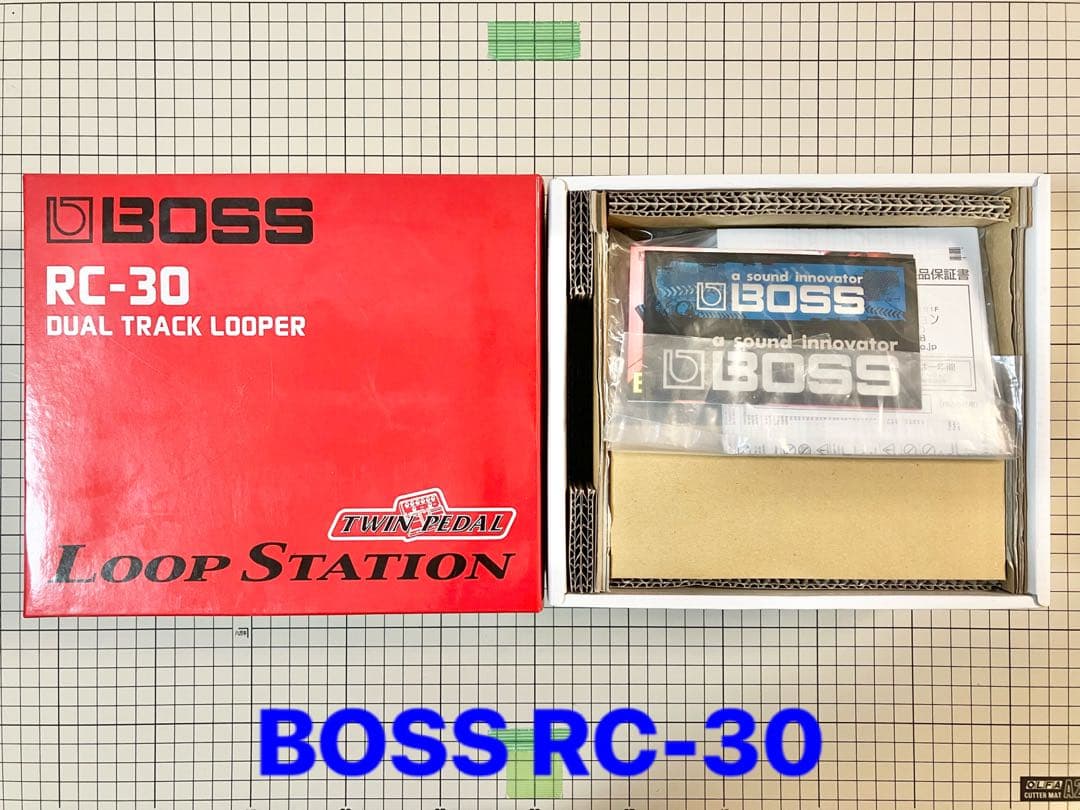 BOSS
RC-30
DUAL TRACK LOOPER
TWIN PEDAL
LOOP STATION
a sound innovator
BOSS
a sound innovator
BOSS
E
品保証書
BOSS RC-30
OLFA
CUTTER MAT A2